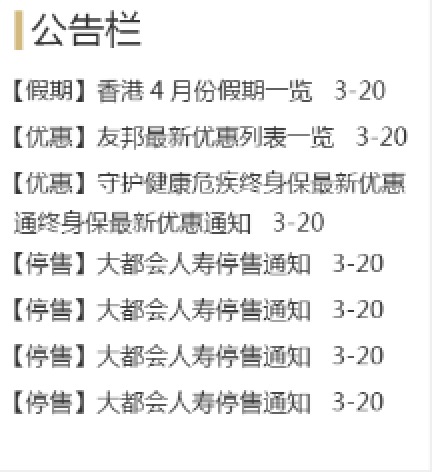 公告栏
【假期】香港4月份假期一览 3-20
【优惠】友邦最新优惠列表一览 3-20
【优惠】守护健康危疾终身保最新优惠
通终身保最新优惠通知 3-20
【停售】大都会人寿停售通知 3-20
【停售】大都会人寿停售通知 3-20
【停售】大都会人寿停售通知 3-20
【停售】大都会人寿停售通知 3-20